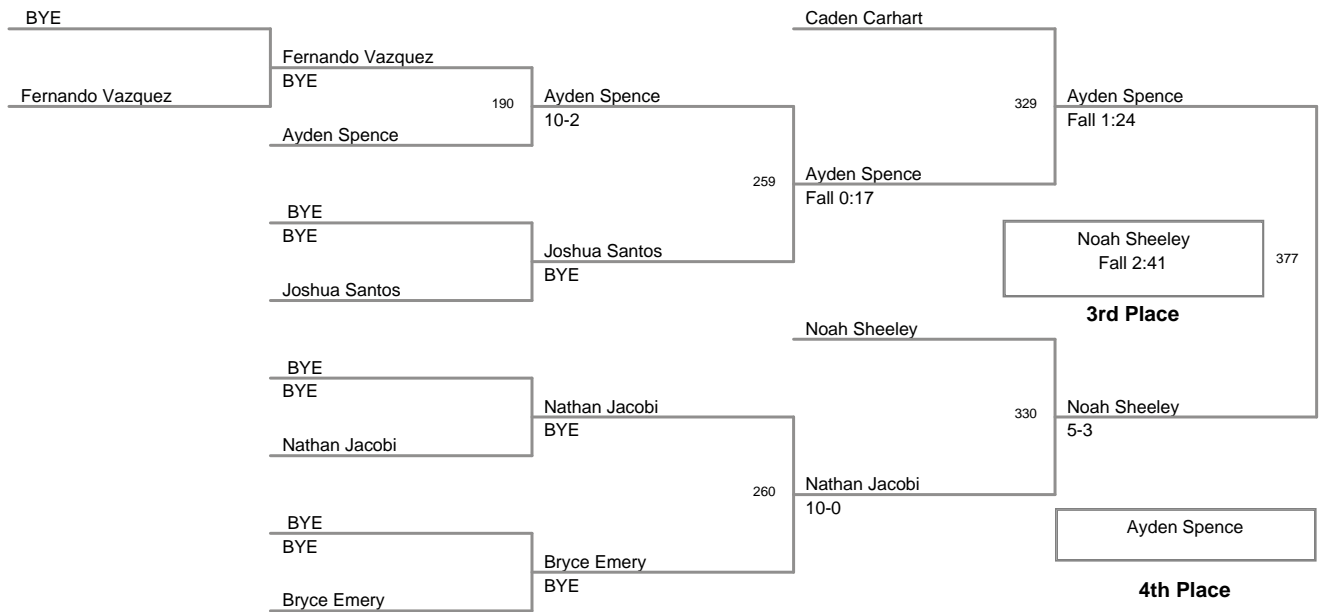 BYE
Caden Carhart
Fernando Vazquez
BYE
Fernando Vazquez
190
Ayden Spence
10-2
329
Ayden Spence
Fall 1:24
Ayden Spence
259
Ayden Spence
Fall 0:17
BYE
BYE
Joshua Santos
BYE
Noah Sheeley
Fall 2:41
377
Joshua Santos
3rd Place
Noah Sheeley
BYE
BYE
Nathan Jacobi
BYE
330
Noah Sheeley
5-3
Nathan Jacobi
260
Nathan Jacobi
10-0
BYE
BYE
Ayden Spence
Bryce Emery
BYE
4th Place
Bryce Emery